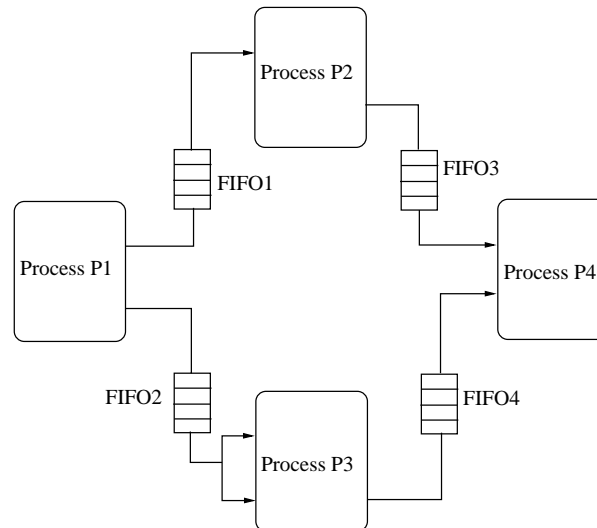 Process P2
FIFO1
FIFO3
Process P1
Process P4
FIFO2
FIFO4
Process P3